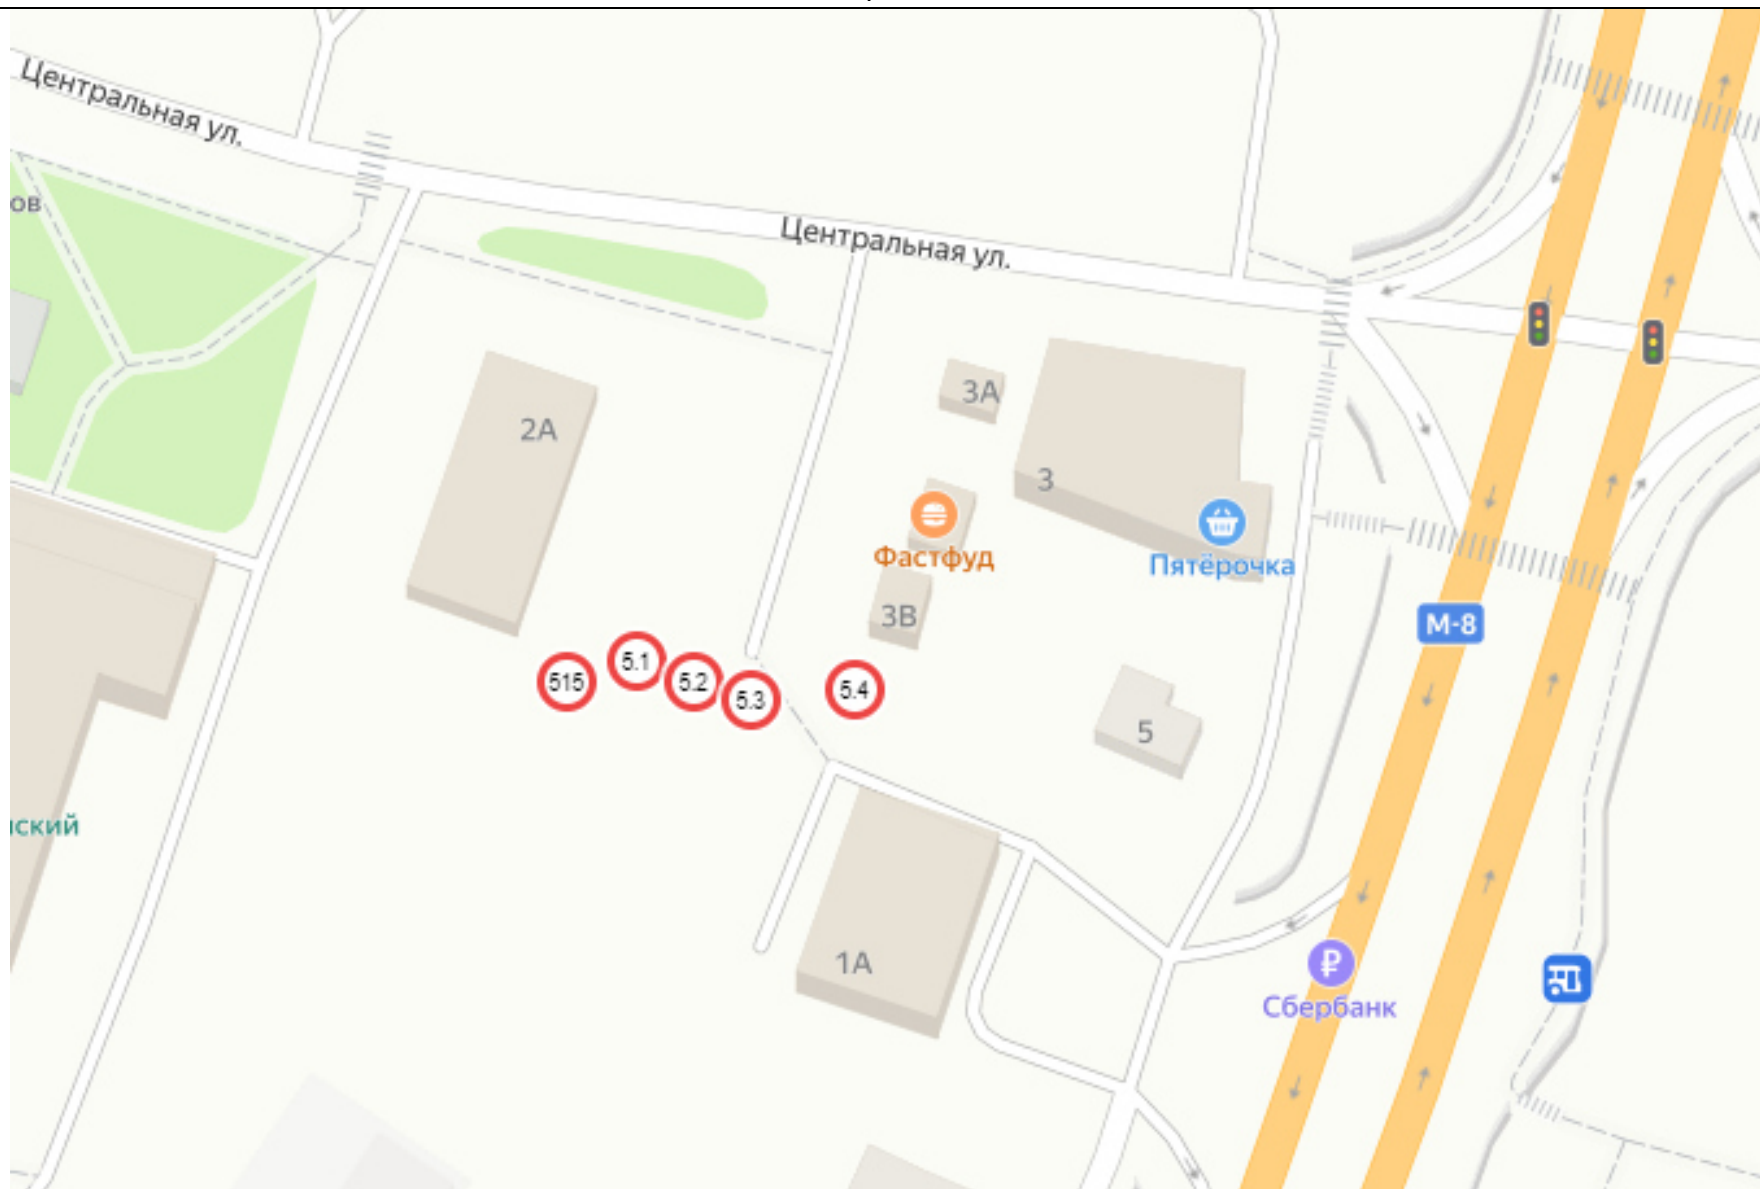 Центральная ул.
ов
Центральная ул.
3А
2А
3
Фастфуд
Пятёрочка
3В
М-8
5.1
515
5.2
5.3
5.4
5
ский
1А
₽
Сбербанк